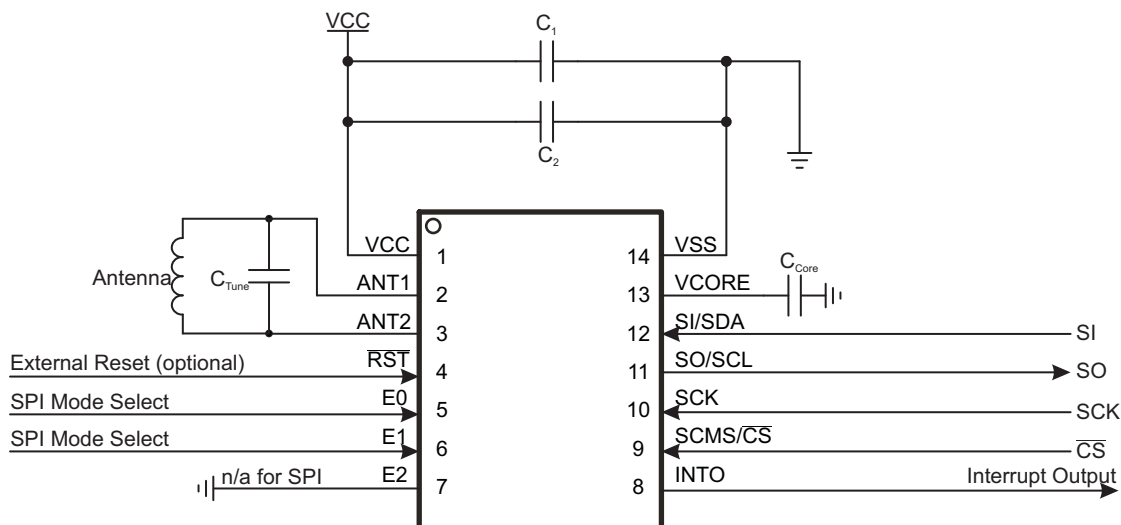 VCC
C1
C2
VCC 1 14 VSS
Antenna CTune ANT1 2 13 VCORE CCore
ANT2 3 12 SI/SDA SI
External Reset (optional) RST 4 11 SO/SCL SO
SPI Mode Select E0 5 10 SCK SCK
SPI Mode Select E1 6 9 SCMS/CS CS
n/a for SPI E2 7 8 INTO Interrupt Output